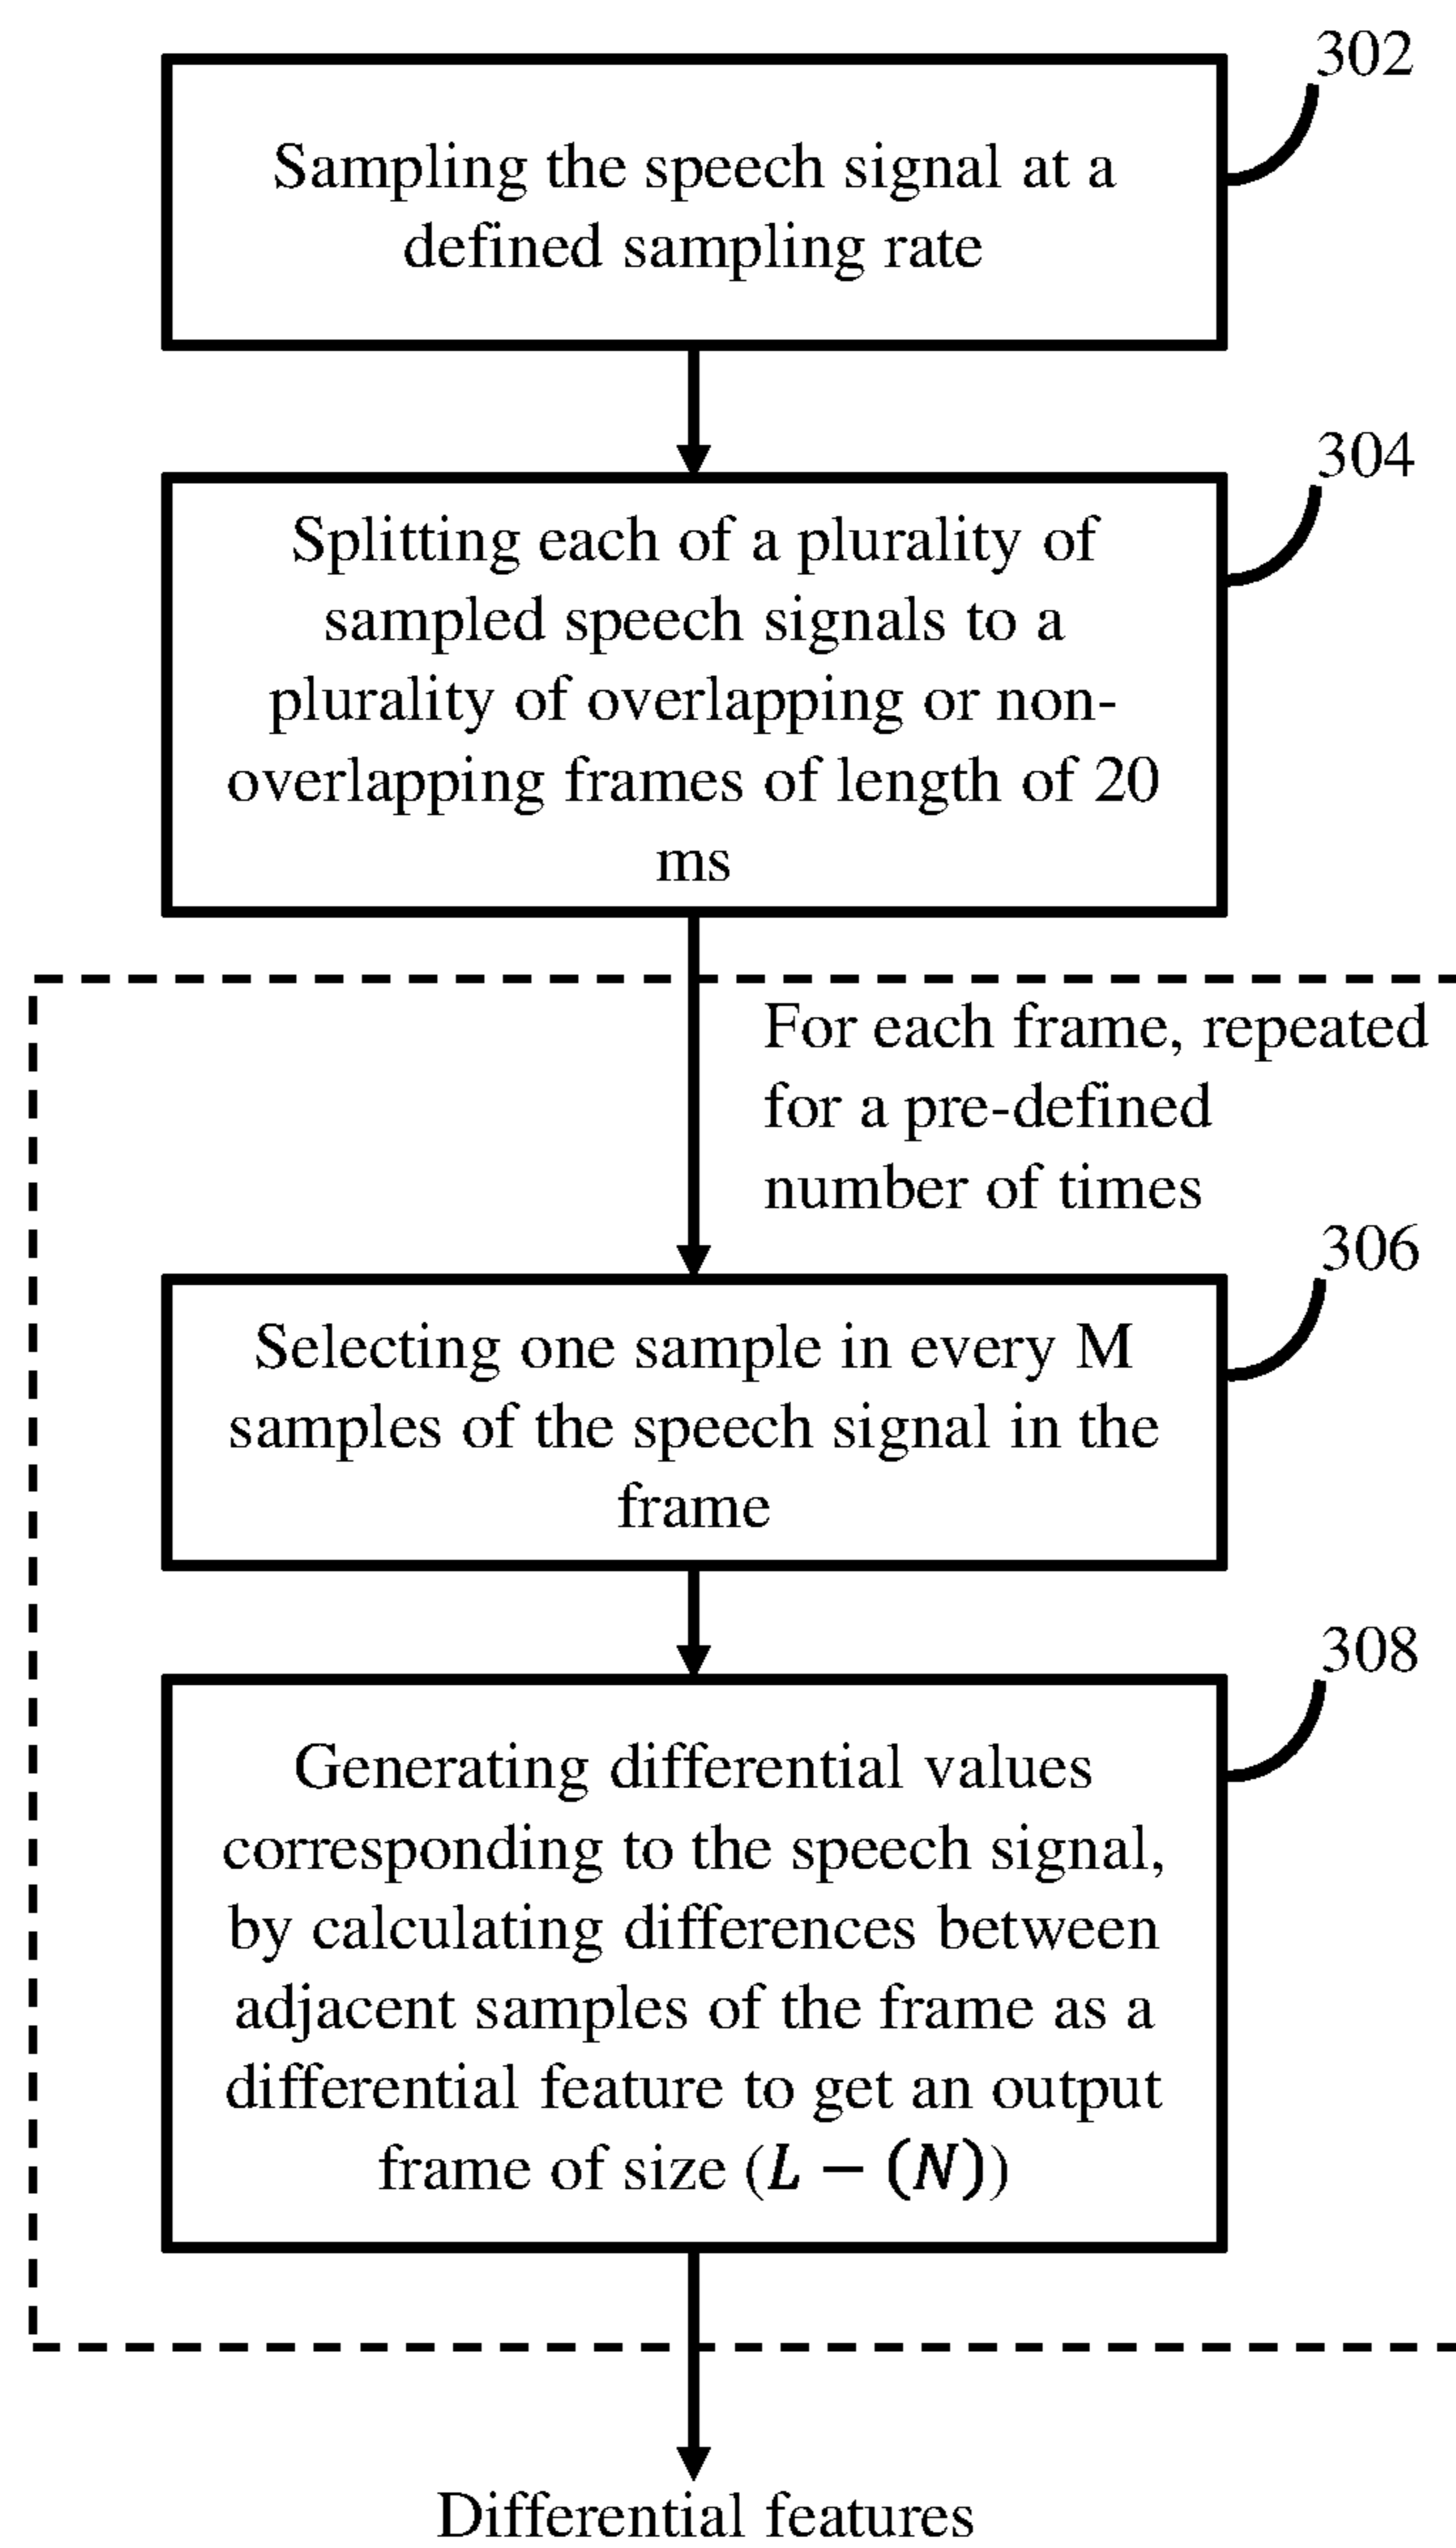 302
Sampling the speech signal at a
defined sampling rate
304
Splitting each of a plurality of
sampled speech signals to a
plurality of overlapping or non-
overlapping frames of length of 20
ms
For each frame, repeated
for a pre-defined
number of times
306
Selecting one sample in every M
samples of the speech signal in the
frame
308
Generating differential values
corresponding to the speech signal,
by calculating differences between
adjacent samples of the frame as a
differential feature to get an output
frame of size (L − (N))
Differential features